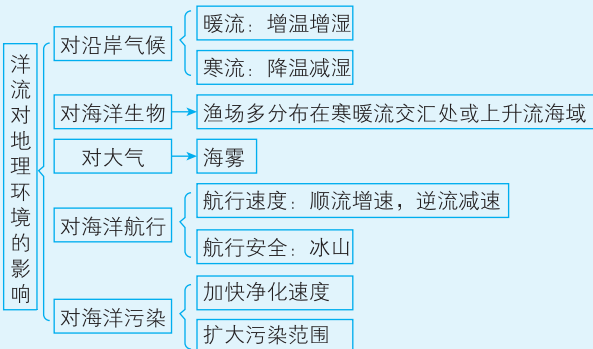 洋流对地理环境的影响
对沿岸气候
暖流：增温增湿
寒流：降温减湿
对海洋生物
渔场多分布在寒暖流交汇处或上升流海域
对大气
海雾
对海洋航行
航行速度：顺流增速，逆流减速
航行安全：冰山
对海洋污染
加快净化速度
扩大污染范围